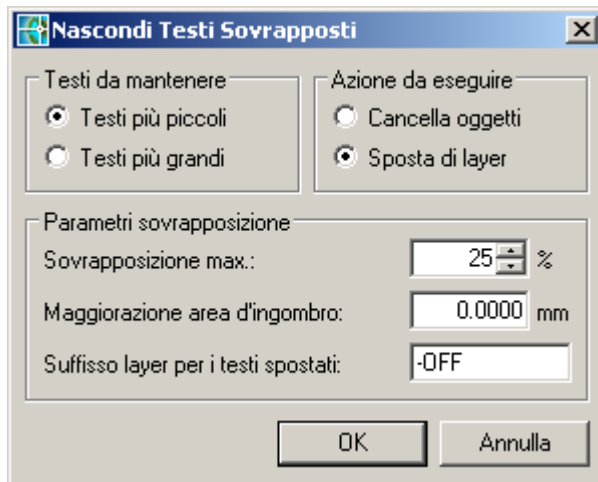 Nascondi Testi Sovrapposti
Testi da mantenere
Testi più piccoli
Testi più grandi
Azione da eseguire
Cancella oggetti
Sposta di layer
Parametri sovrapposizione
Sovrapposizione max.: 25 %
Maggiorazione area d'ingombro: 0.0000 mm
Suffisso layer per i testi spostati: -OFF
OK Annulla